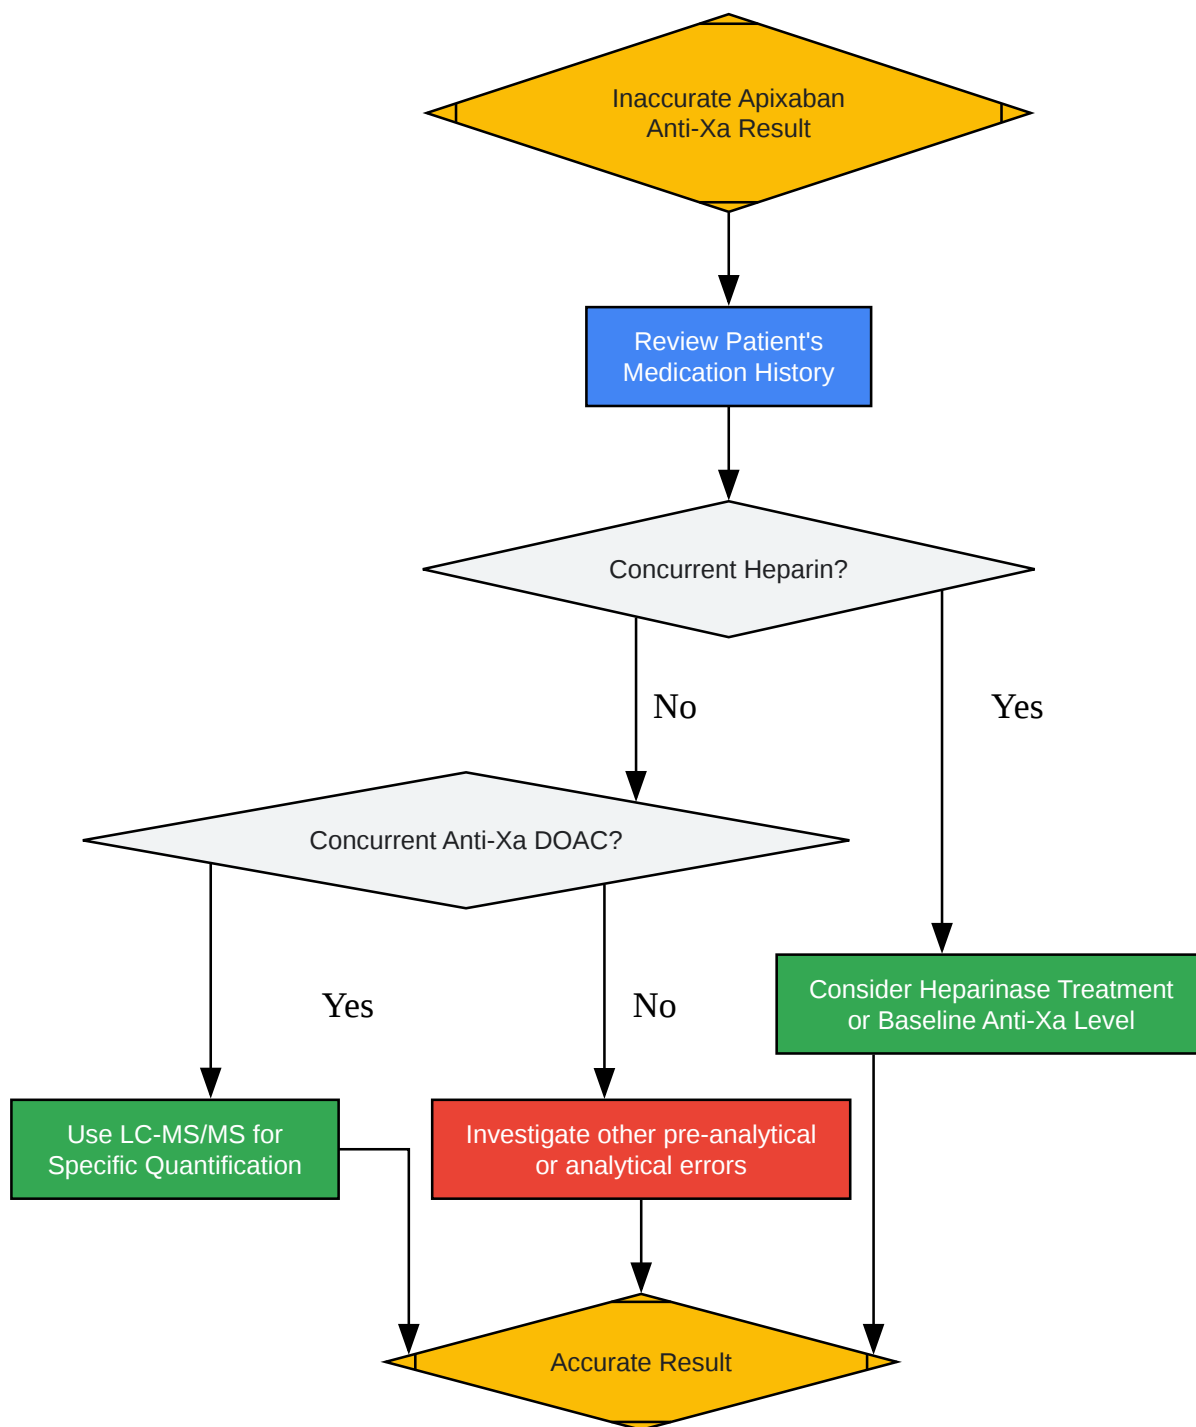 Inaccurate Apixaban
Anti-Xa Result
Review Patient's
Medication History
Concurrent Heparin?
No
Yes
Concurrent Anti-Xa DOAC?
Yes
No
Consider Heparinase Treatment
or Baseline Anti-Xa Level
Use LC-MS/MS for
Specific Quantification
Investigate other pre-analytical
or analytical errors
Accurate Result